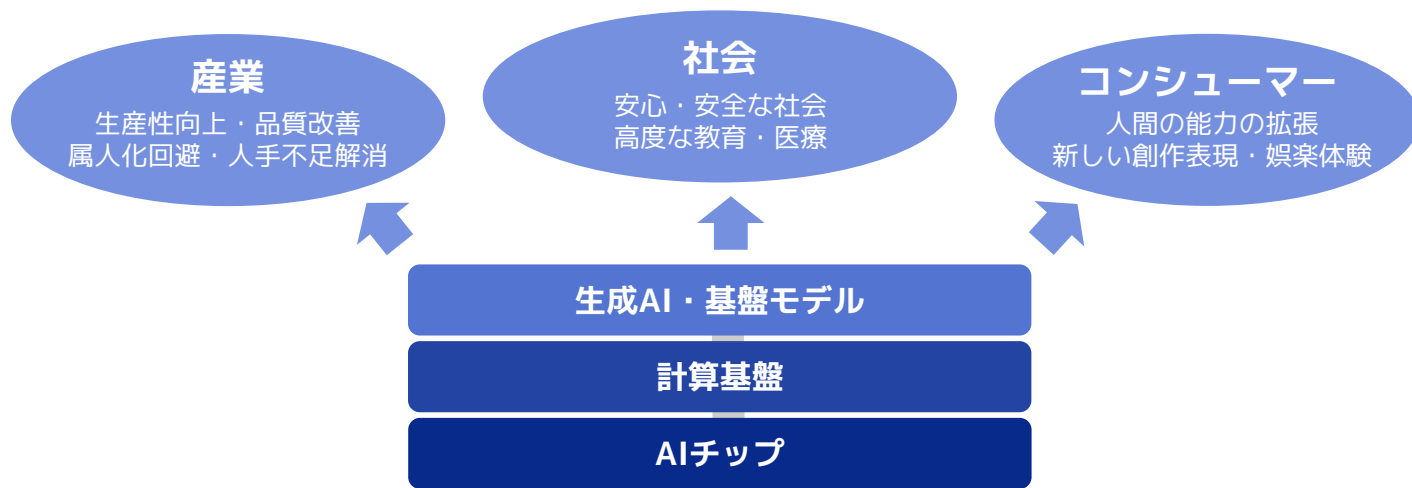 産業
生産性向上・品質改善
属人化回避・人手不足解消
社会
安心・安全な社会
高度な教育・医療
コンシューマー
人間の能力の拡張
新しい創作表現・娯楽体験
生成AI・基盤モデル
計算基盤
AIチップ